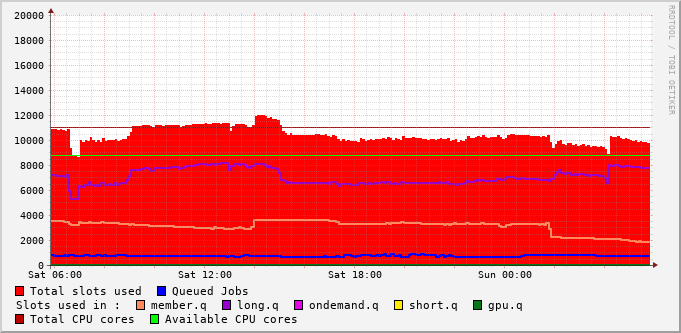 20000
18000
16000
14000
12000
10000
8000
6000
4000
2000
0
Sat 06:00 Sat 12:00 Sat 18:00 Sun 00:00
Total slots used Queued Jobs
Slots used in : member.q long.q ondemand.q short.q gpu.q
Total CPU cores Available CPU cores
RRDTOOL / TOBI OETIKER